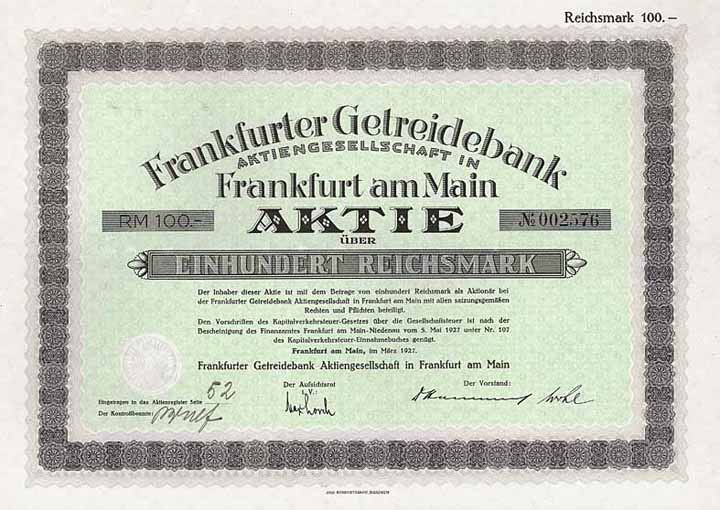 Reichsmark 100.–
Frankfurter Getreidebank
AKTIENGESELLSCHAFT IN
Frankfurt am Main
RM 100.-
AKTIE
№ 002576
ÜBER
EINHUNDERT REICHSMARK
Der Inhaber dieser Aktie ist mit dem Betrage von einhundert Reichsmark als Aktionär bei
der Frankfurter Getreidebank Aktiengesellschaft in Frankfurt am Main mit allen satzungsgemäßen
Rechten und Pflichten beteiligt.
Den Vorschriften des Kapitalverkehrsteuer-Gesetzes über die Gesellschaftsteuer ist nach der
Bescheinigung des Finanzamtes Frankfurt am Main-Niedenau vom 5. Mai 1927 unter Nr. 107
des Kapitalverkehrsteuer-Einnahmebuches genügt.
Frankfurt am Main, im März 1927.
Frankfurter Getreidebank Aktiengesellschaft in Frankfurt am Main
Der Aufsichtsrat
i. V.:
Der Vorstand:
Eingetragen in das Aktienregister Seite 52
Der Kontrollbeamte: